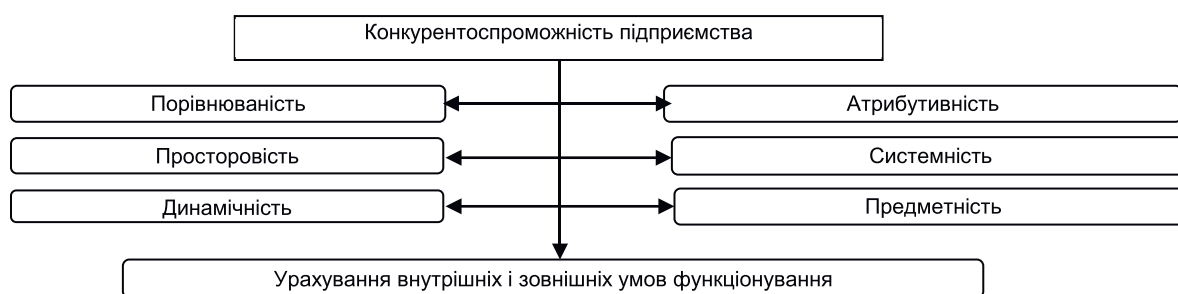 Конкурентоспроможність підприємства
Порівнюваність
Атрибутивність
Просторовість
Системність
Динамічність
Предметність
Урахування внутрішніх і зовнішніх умов функціонування